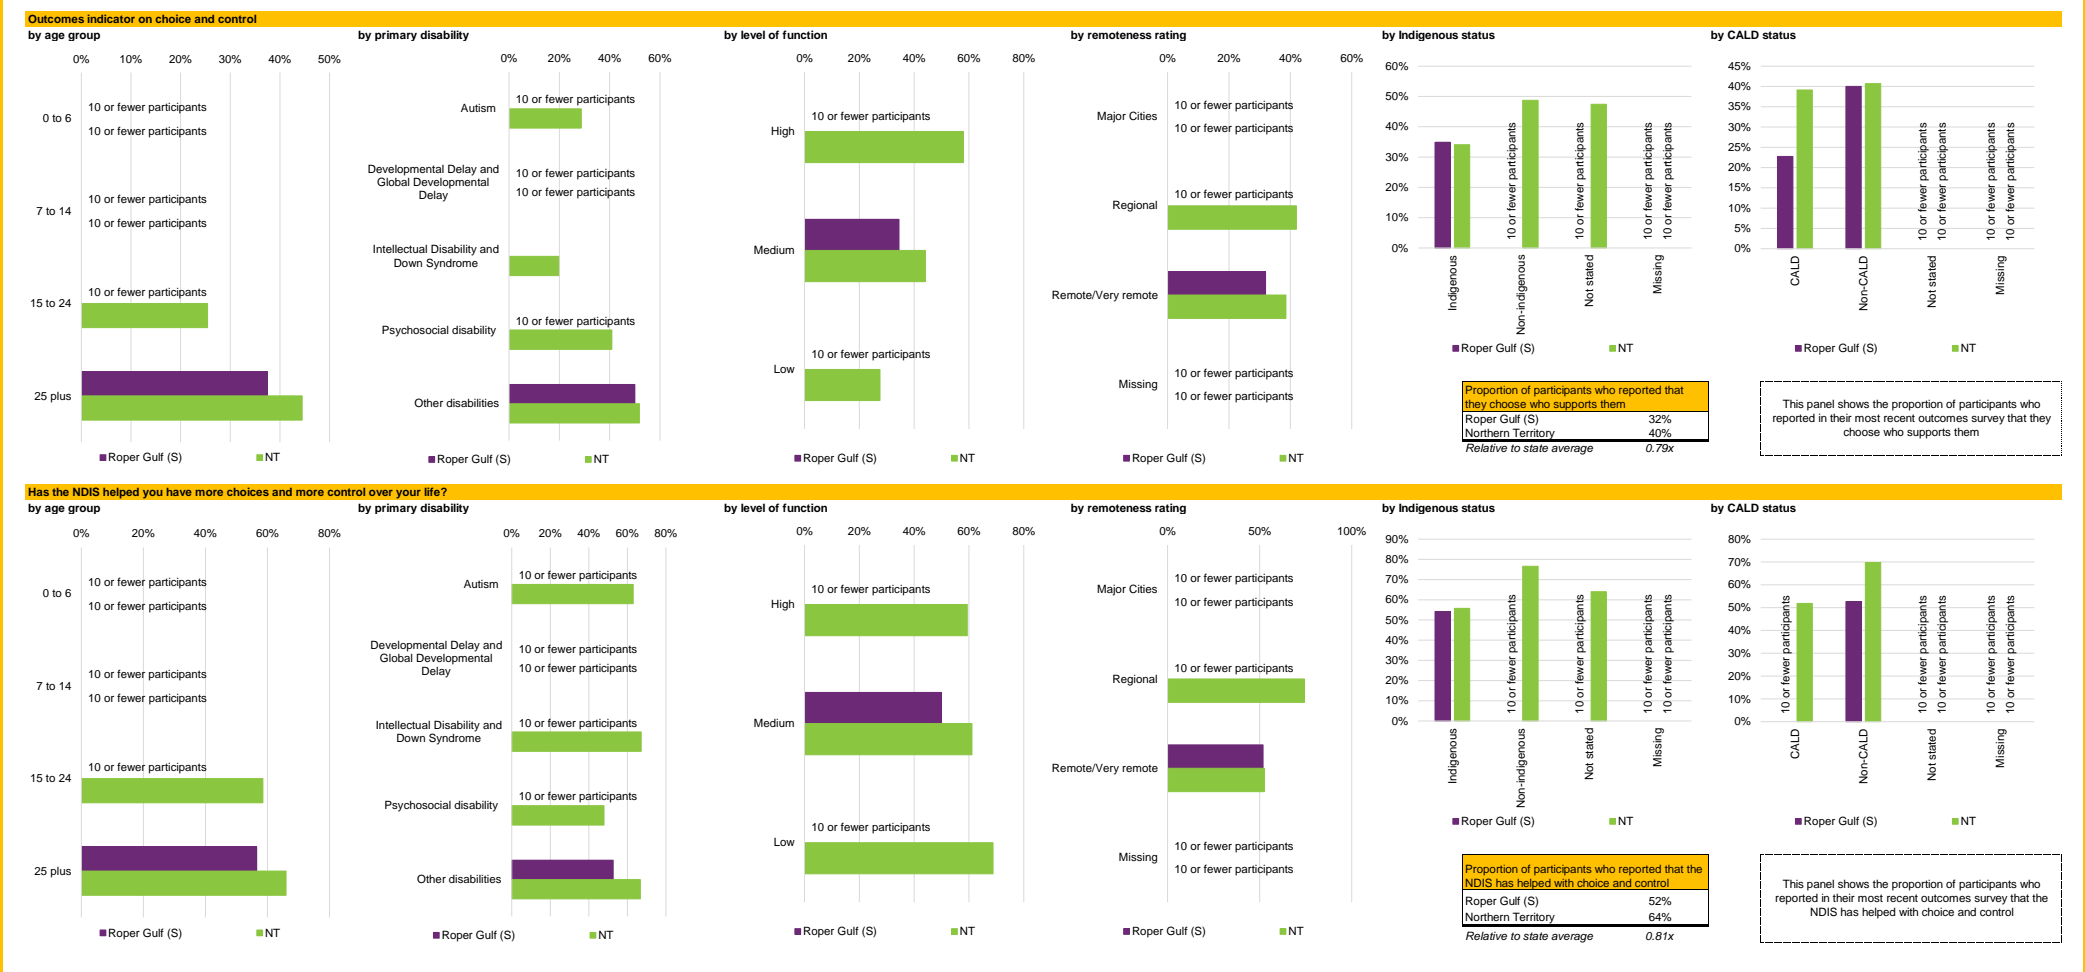 Outcomes indicator on choice and control
by age group
0% 10% 20% 30% 40% 50%
0 to 6
10 or fewer participants
10 or fewer participants
7 to 14
10 or fewer participants
10 or fewer participants
15 to 24
10 or fewer participants
25 plus
Roper Gulf (S) NT
by primary disability
0% 20% 40% 60%
Autism
10 or fewer participants
Developmental Delay and
Global Developmental
Delay
10 or fewer participants
10 or fewer participants
Intellectual Disability and
Down Syndrome
Psychosocial disability
10 or fewer participants
Other disabilities
Roper Gulf (S) NT
by level of function
0% 20% 40% 60% 80%
High
10 or fewer participants
Medium
Low
10 or fewer participants
Roper Gulf (S) NT
by remoteness rating
0% 20% 40% 60%
Major Cities
10 or fewer participants
10 or fewer participants
Regional
10 or fewer participants
Remote/Very remote
Missing
10 or fewer participants
10 or fewer participants
Roper Gulf (S) NT
by Indigenous status
60%
50%
40%
30%
20%
10%
0%
10 or fewer participants
10 or fewer participants
10 or fewer participants
10 or fewer participants
Indigenous
Non-indigenous
Not stated
Missing
Roper Gulf (S) NT
Proportion of participants who reported that
they choose who supports them
Roper Gulf (S) 32%
Northern Territory 40%
Relative to state average 0.79x
by CALD status
45%
40%
35%
30%
25%
20%
15%
10%
5%
0%
10 or fewer participants
10 or fewer participants
10 or fewer participants
10 or fewer participants
CALD
Non-CALD
Not stated
Missing
Roper Gulf (S) NT
This panel shows the proportion of participants who
reported in their most recent outcomes survey that they
choose who supports them
Has the NDIS helped you have more choices and more control over your life?
by age group
0% 20% 40% 60% 80%
0 to 6
10 or fewer participants
10 or fewer participants
7 to 14
10 or fewer participants
10 or fewer participants
15 to 24
10 or fewer participants
25 plus
Roper Gulf (S) NT
by primary disability
0% 20% 40% 60% 80%
Autism
10 or fewer participants
Developmental Delay and
Global Developmental
Delay
10 or fewer participants
10 or fewer participants
Intellectual Disability and
Down Syndrome
10 or fewer participants
Psychosocial disability
10 or fewer participants
Other disabilities
Roper Gulf (S) NT
by level of function
0% 20% 40% 60% 80%
High
10 or fewer participants
Medium
Low
10 or fewer participants
Roper Gulf (S) NT
by remoteness rating
0% 50% 100%
Major Cities
10 or fewer participants
10 or fewer participants
Regional
10 or fewer participants
Remote/Very remote
Missing
10 or fewer participants
10 or fewer participants
Roper Gulf (S) NT
by Indigenous status
90%
80%
70%
60%
50%
40%
30%
20%
10%
0%
10 or fewer participants
10 or fewer participants
10 or fewer participants
10 or fewer participants
Indigenous
Non-indigenous
Not stated
Missing
Roper Gulf (S) NT
Proportion of participants who reported that the
NDIS has helped with choice and control
Roper Gulf (S) 52%
Northern Territory 64%
Relative to state average 0.81x
by CALD status
80%
70%
60%
50%
40%
30%
20%
10%
0%
10 or fewer participants
10 or fewer participants
10 or fewer participants
10 or fewer participants
10 or fewer participants
CALD
Non-CALD
Not stated
Missing
Roper Gulf (S) NT
This panel shows the proportion of participants who
reported in their most recent outcomes survey that the
NDIS has helped with choice and control